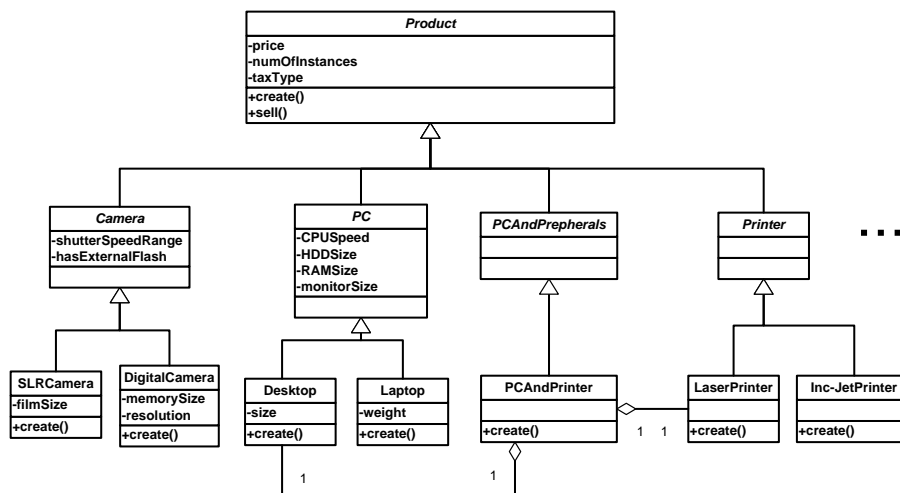 Product
-price
-numOfInstances
-taxType
+create()
+sell()
Camera
-shutterSpeedRange
-hasExternalFlash
PC
-CPUSpeed
-HDDSize
-RAMSize
-monitorSize
PCAndPrepherals
Printer
...
SLRCamera
-filmSize
+create()
DigitalCamera
-memorySize
-resolution
+create()
Desktop
-size
+create()
Laptop
-weight
+create()
PCAndPrinter
+create()
LaserPrinter
+create()
Inc-JetPrinter
+create()
1 1
1
1